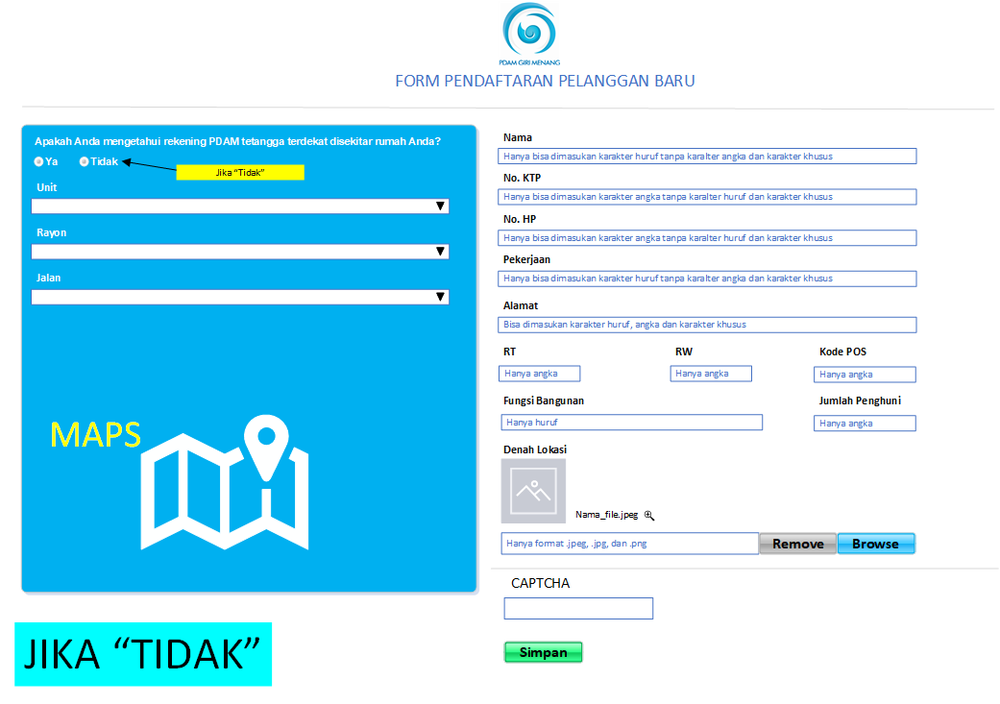 PDAM GIRI MENANG
FORM PENDAFTARAN PELANGGAN BARU
Apakah Anda mengetahui rekening PDAM tetangga terdekat disekitar rumah Anda?
Ya
Tidak
Jika "Tidak"
Unit
Rayon
Jalan
MAPS
JIKA “TIDAK”
Nama
Hanya bisa dimasukan karakter huruf tanpa karalter angka dan karakter khusus
No. KTP
Hanya bisa dimasukan karakter angka tanpa karalter huruf dan karakter khusus
No. HP
Hanya bisa dimasukan karakter angka tanpa karalter huruf dan karakter khusus
Pekerjaan
Hanya bisa dimasukan karakter huruf tanpa karalter angka dan karakter khusus
Alamat
Bisa dimasukan karakter huruf, angka dan karakter khusus
RT RW Kode POS
Hanya angka Hanya angka Hanya angka
Fungsi Bangunan Jumlah Penghuni
Hanya huruf Hanya angka
Denah Lokasi
Nama_file.jpeg
Hanya format .jpeg, .jpg, dan .png Remove Browse
CAPTCHA
Simpan